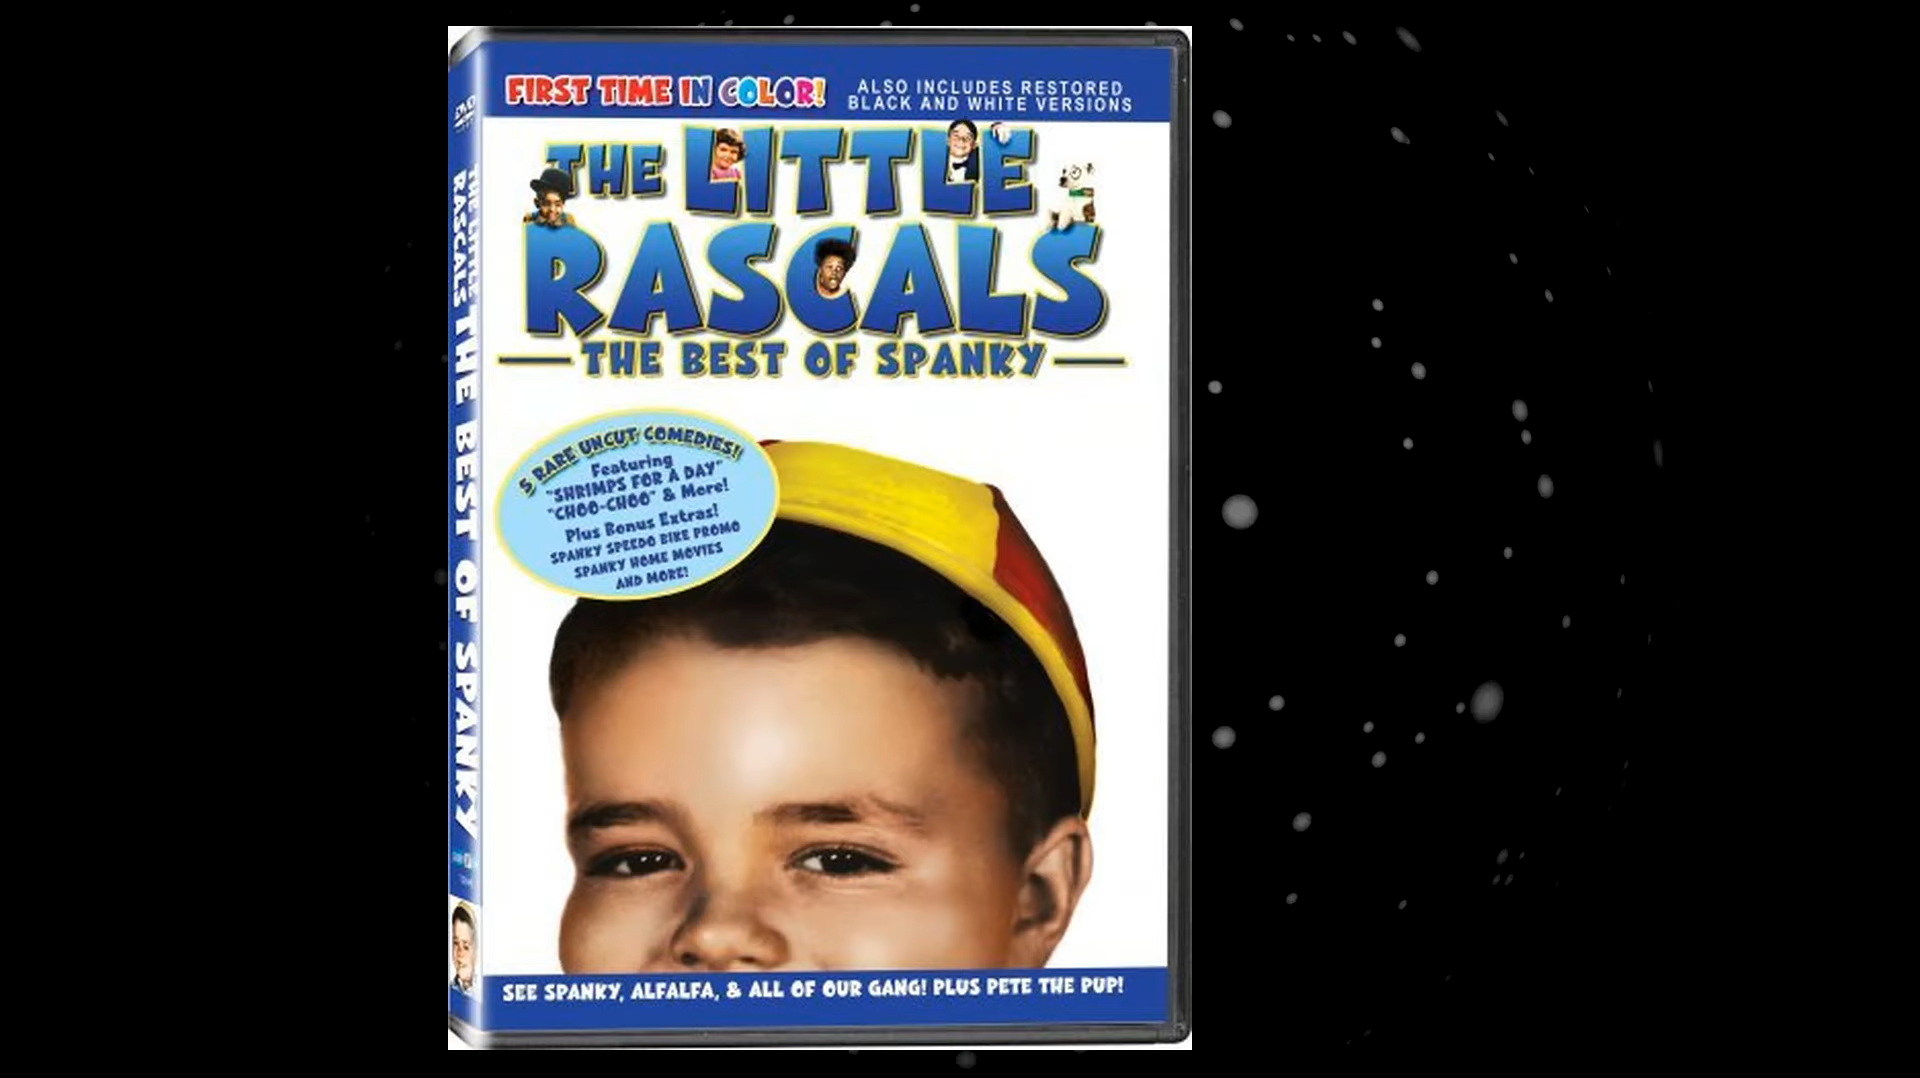 FIRST TIME IN COLOR!
ALSO INCLUDES RESTORED
BLACK AND WHITE VERSIONS
THE LITTLE
RASCALS
THE BEST OF SPANKY
5 RARE UNCUT COMEDIES!
Featuring
"SHRIMPS FOR A DAY"
"CHOO-CHOO" & More!
Plus Bonus Extras!
SPANKY SPEEDO BIKE PROMO
SPANKY HOME MOVIES
AND MORE!
SEE SPANKY, ALFALFA, & ALL OF OUR GANG! PLUS PETE THE PUP!
DVD
THE LITTLE
RASCALS
THE BEST OF SPANKY